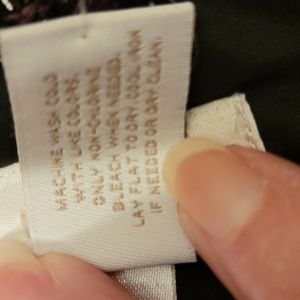 MACHINE WASH COLD
WITH LIKE COLORS.
ONLY NON-CHLORINE
BLEACH WHEN NEEDED.
LAY FLAT TO DRY, COOL IRON
IF NEEDED OR DRY CLEAN